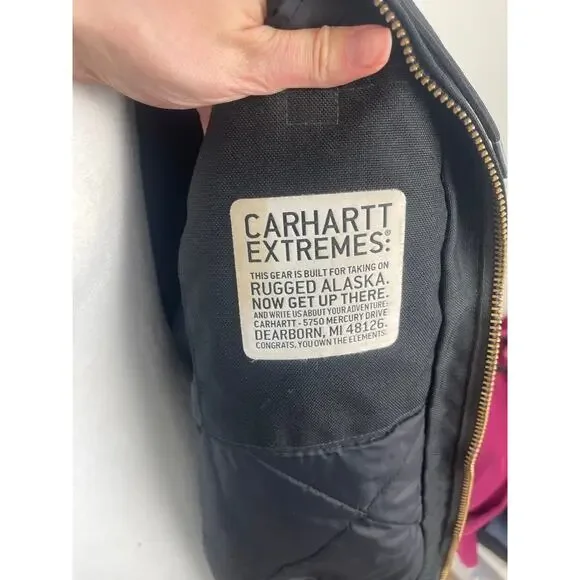 CARHARTT
EXTREMES®:
THIS GEAR IS BUILT FOR TAKING ON
RUGGED ALASKA.
NOW GET UP THERE.
AND WRITE US ABOUT YOUR ADVENTURE:
CARHARTT - 5750 MERCURY DRIVE
DEARBORN, MI 48126.
CONGRATS, YOU OWN THE ELEMENTS.